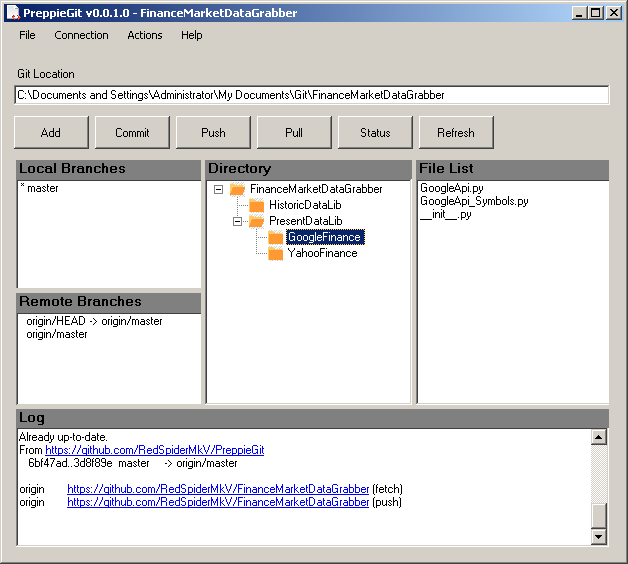 PreppieGit v0.0.1.0 - FinanceMarketDataGrabber
File Connection Actions Help
Git Location
C:\Documents and Settings\Administrator\My Documents\Git\FinanceMarketDataGrabber
Add Commit Push Pull Status Refresh
Local Branches
* master
Remote Branches
origin/HEAD -> origin/master
origin/master
Directory
FinanceMarketDataGrabber
HistoricDataLib
PresentDataLib
GoogleFinance
YahooFinance
File List
GoogleApi.py
GoogleApi_Symbols.py
__init__.py
Log
Already up-to-date.
From https://github.com/RedSpiderMkV/PreppieGit
6bf47ad..3d8f89e master -> origin/master
origin https://github.com/RedSpiderMkV/FinanceMarketDataGrabber (fetch)
origin https://github.com/RedSpiderMkV/FinanceMarketDataGrabber (push)